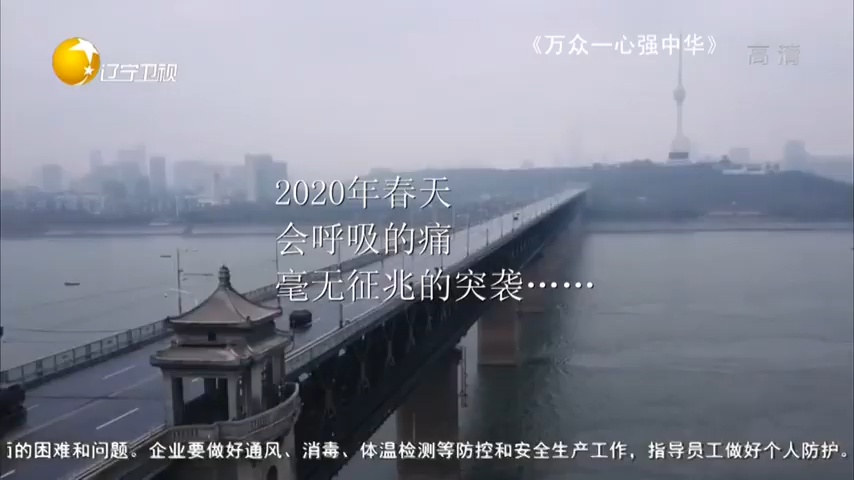 《万众一心强中华》
高清
辽宁卫视
2020年春天
会呼吸的痛
毫无征兆的突袭……
的困难和问题。企业要做好通风、消毒、体温检测等防控和安全生产工作，指导员工做好个人防护。